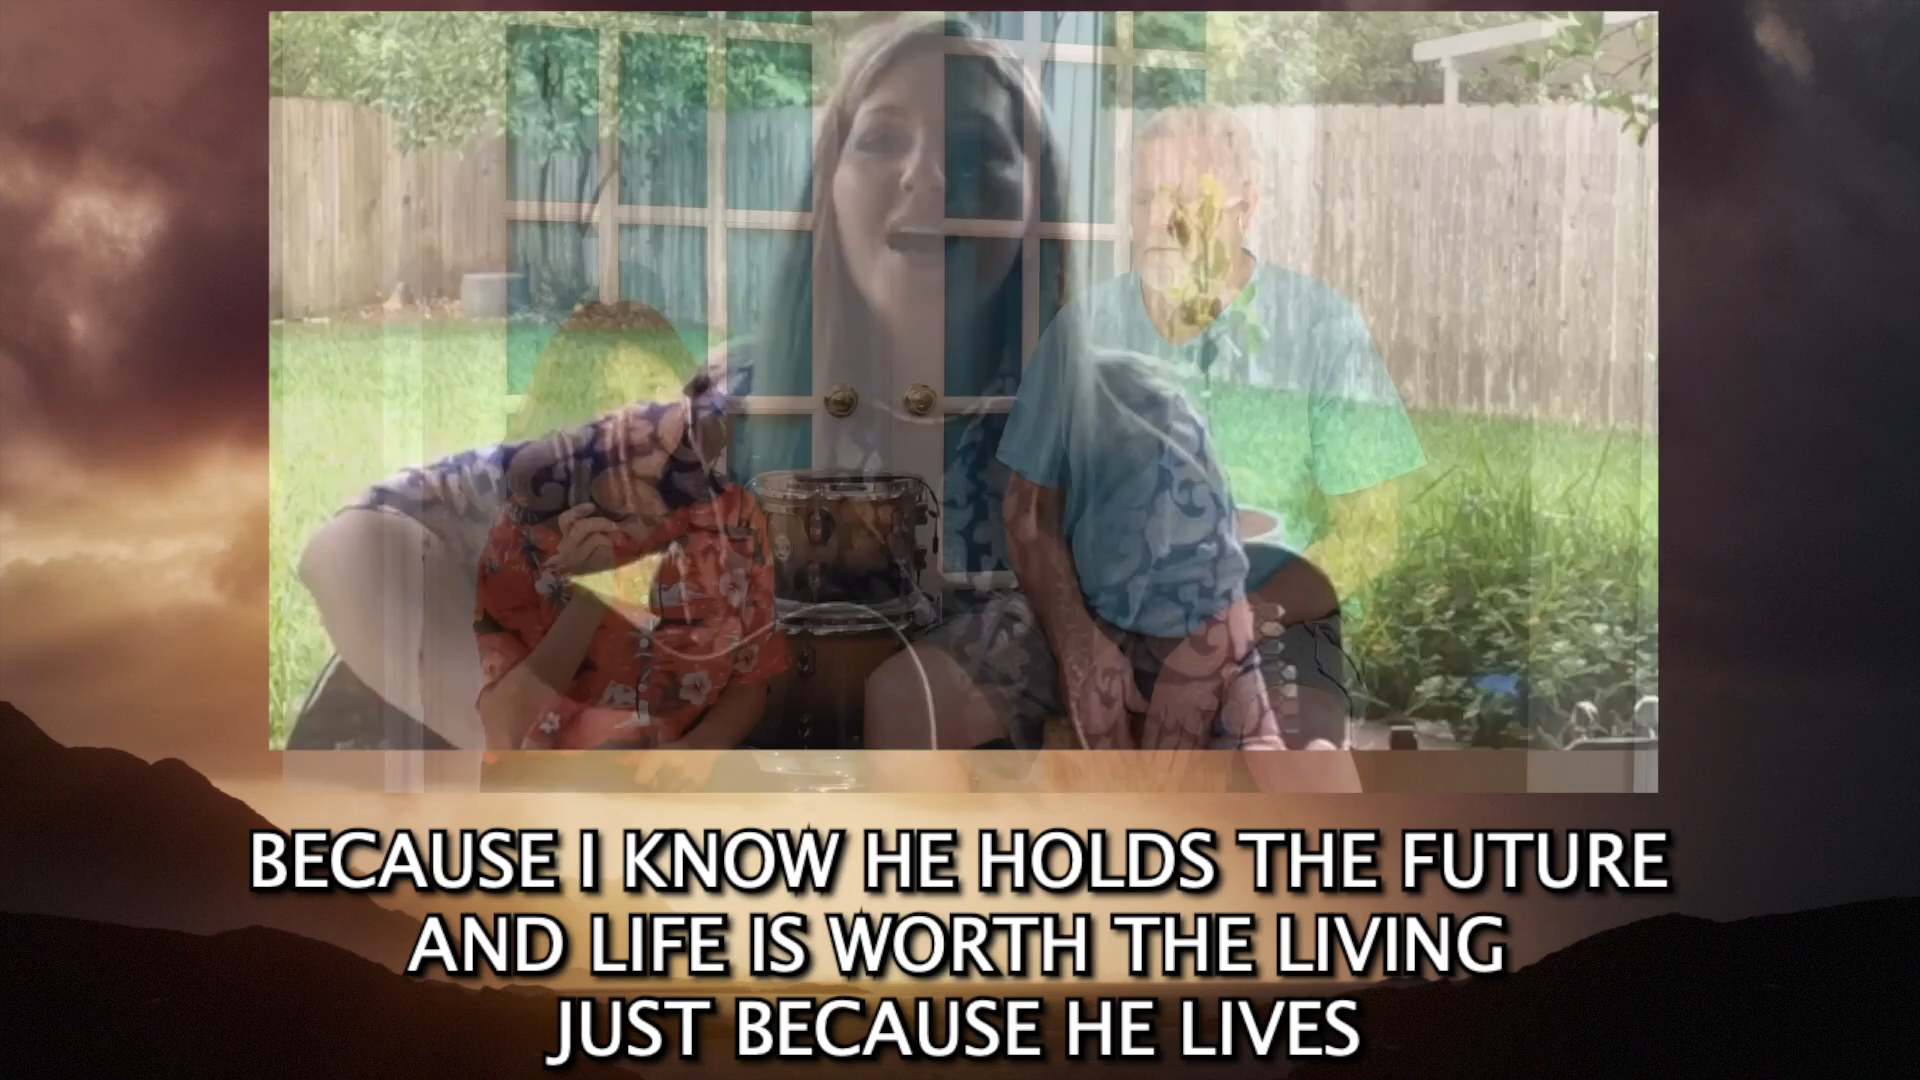 BECAUSE I KNOW HE HOLDS THE FUTURE
AND LIFE IS WORTH THE LIVING
JUST BECAUSE HE LIVES